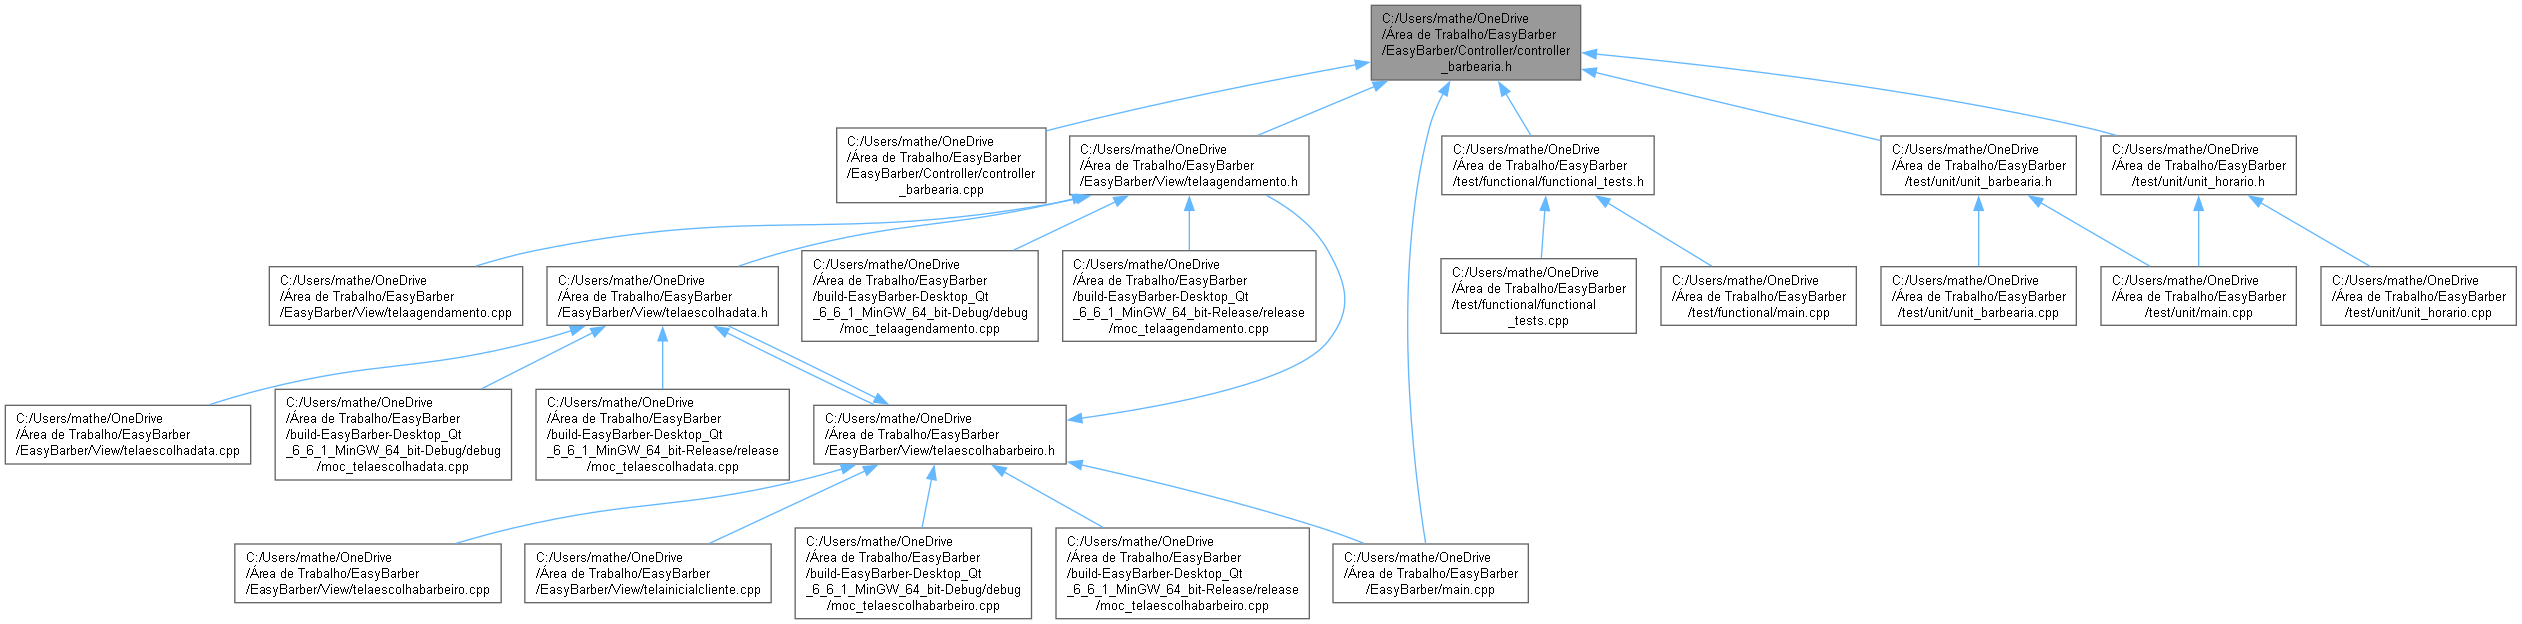 C:/Users/mathe/OneDrive
/Área de Trabalho/EasyBarber
/EasyBarber/Controller/controller
_barbearia.h
C:/Users/mathe/OneDrive
/Área de Trabalho/EasyBarber
/EasyBarber/Controller/controller
_barbearia.cpp
C:/Users/mathe/OneDrive
/Área de Trabalho/EasyBarber
/EasyBarber/View/telaagendamento.h
C:/Users/mathe/OneDrive
/Área de Trabalho/EasyBarber
/test/functional/functional_tests.h
C:/Users/mathe/OneDrive
/Área de Trabalho/EasyBarber
/test/unit/unit_barbearia.h
C:/Users/mathe/OneDrive
/Área de Trabalho/EasyBarber
/test/unit/unit_horario.h
C:/Users/mathe/OneDrive
/Área de Trabalho/EasyBarber
/EasyBarber/View/telaagendamento.cpp
C:/Users/mathe/OneDrive
/Área de Trabalho/EasyBarber
/EasyBarber/View/telaescolhadata.h
C:/Users/mathe/OneDrive
/Área de Trabalho/EasyBarber
/build-EasyBarber-Desktop_Qt
_6_6_1_MinGW_64_bit-Debug/debug
/moc_telaagendamento.cpp
C:/Users/mathe/OneDrive
/Área de Trabalho/EasyBarber
/build-EasyBarber-Desktop_Qt
_6_6_1_MinGW_64_bit-Release/release
/moc_telaagendamento.cpp
C:/Users/mathe/OneDrive
/Área de Trabalho/EasyBarber
/test/functional/functional
_tests.cpp
C:/Users/mathe/OneDrive
/Área de Trabalho/EasyBarber
/test/functional/main.cpp
C:/Users/mathe/OneDrive
/Área de Trabalho/EasyBarber
/test/unit/unit_barbearia.cpp
C:/Users/mathe/OneDrive
/Área de Trabalho/EasyBarber
/test/unit/main.cpp
C:/Users/mathe/OneDrive
/Área de Trabalho/EasyBarber
/test/unit/unit_horario.cpp
C:/Users/mathe/OneDrive
/Área de Trabalho/EasyBarber
/EasyBarber/View/telaescolhadata.cpp
C:/Users/mathe/OneDrive
/Área de Trabalho/EasyBarber
/build-EasyBarber-Desktop_Qt
_6_6_1_MinGW_64_bit-Debug/debug
/moc_telaescolhadata.cpp
C:/Users/mathe/OneDrive
/Área de Trabalho/EasyBarber
/build-EasyBarber-Desktop_Qt
_6_6_1_MinGW_64_bit-Release/release
/moc_telaescolhadata.cpp
C:/Users/mathe/OneDrive
/Área de Trabalho/EasyBarber
/EasyBarber/View/telaescolhabarbeiro.h
C:/Users/mathe/OneDrive
/Área de Trabalho/EasyBarber
/EasyBarber/View/telaescolhabarbeiro.cpp
C:/Users/mathe/OneDrive
/Área de Trabalho/EasyBarber
/EasyBarber/View/telainicialcliente.cpp
C:/Users/mathe/OneDrive
/Área de Trabalho/EasyBarber
/build-EasyBarber-Desktop_Qt
_6_6_1_MinGW_64_bit-Debug/debug
/moc_telaescolhabarbeiro.cpp
C:/Users/mathe/OneDrive
/Área de Trabalho/EasyBarber
/build-EasyBarber-Desktop_Qt
_6_6_1_MinGW_64_bit-Release/release
/moc_telaescolhabarbeiro.cpp
C:/Users/mathe/OneDrive
/Área de Trabalho/EasyBarber
/EasyBarber/main.cpp